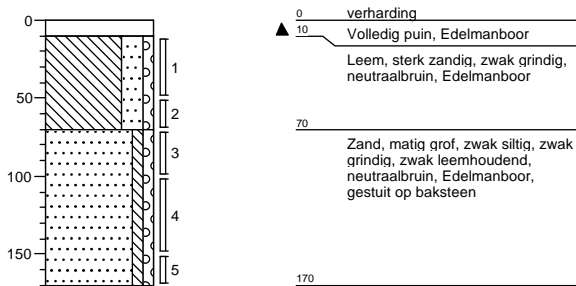 0
50
100
150
1
2
3
4
5
0
verharding
10
Volledig puin, Edelmanboor
Leem, sterk zandig, zwak grindig,
neutraalbruin, Edelmanboor
70
Zand, matig grof, zwak siltig, zwak
grindig, zwak leemhoudend,
neutraalbruin, Edelmanboor,
gestuit op baksteen
170